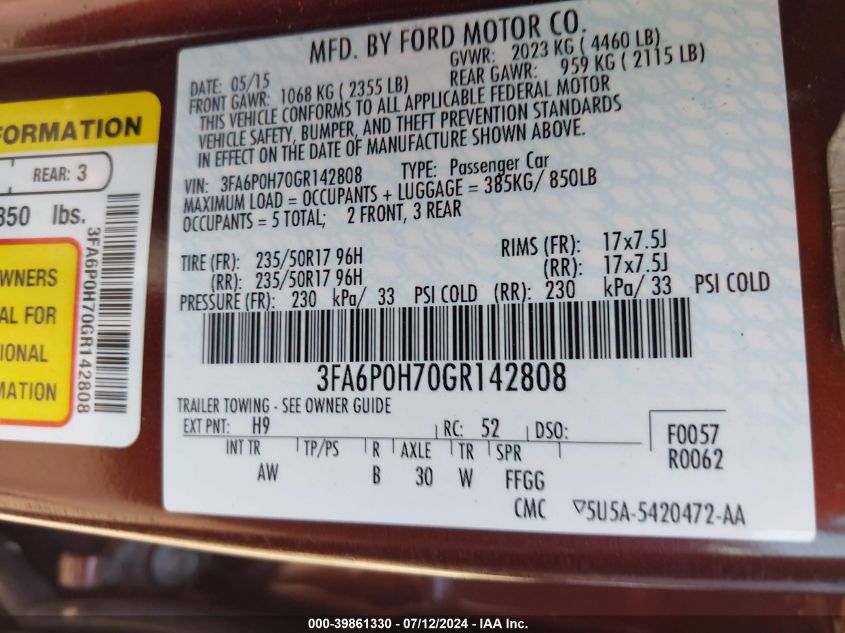 MFD. BY FORD MOTOR CO.
DATE: 05/15 GVWR: 2023 KG ( 4460 LB)
FRONT GAWR: 1068 KG ( 2355 LB) REAR GAWR: 959 KG ( 2115 LB)
THIS VEHICLE CONFORMS TO ALL APPLICABLE FEDERAL MOTOR
VEHICLE SAFETY, BUMPER, AND THEFT PREVENTION STANDARDS
IN EFFECT ON THE DATE OF MANUFACTURE SHOWN ABOVE.
VIN: 3FA6P0H70GR142808 TYPE: Passenger Car
MAXIMUM LOAD = OCCUPANTS + LUGGAGE = 385KG/ 850LB
OCCUPANTS = 5 TOTAL; 2 FRONT, 3 REAR
TIRE (FR): 235/50R17 96H RIMS (FR): 17x7.5J
(RR): 235/50R17 96H (RR): 17x7.5J
PRESSURE (FR): 230 kPa/ 33 PSI COLD (RR): 230 kPa/ 33 PSI COLD
3FA6P0H70GR142808
TRAILER TOWING - SEE OWNER GUIDE
EXT PNT: H9 RC: 52 DSO: F0057
INT TR TP/PS R AXLE TR SPR R0062
AW B 30 W FFGG
CMC 5U5A-5420472-AA
FORMATION
REAR: 3
850 lbs.
WNERS
AL FOR
IONAL
MATION
3FA6P0H70GR142808
000-39861330 - 07/12/2024 - IAA Inc.